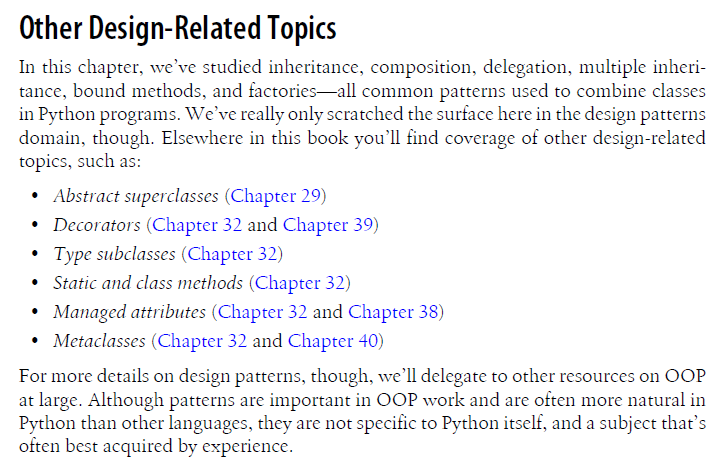 Other Design-Related Topics
In this chapter, we've studied inheritance, composition, delegation, multiple inheri-
tance, bound methods, and factories—all common patterns used to combine classes
in Python programs. We've really only scratched the surface here in the design patterns
domain, though. Elsewhere in this book you'll find coverage of other design-related
topics, such as:
• Abstract superclasses (Chapter 29)
• Decorators (Chapter 32 and Chapter 39)
• Type subclasses (Chapter 32)
• Static and class methods (Chapter 32)
• Managed attributes (Chapter 32 and Chapter 38)
• Metaclasses (Chapter 32 and Chapter 40)
For more details on design patterns, though, we'll delegate to other resources on OOP
at large. Although patterns are important in OOP work and are often more natural in
Python than other languages, they are not specific to Python itself, and a subject that's
often best acquired by experience.